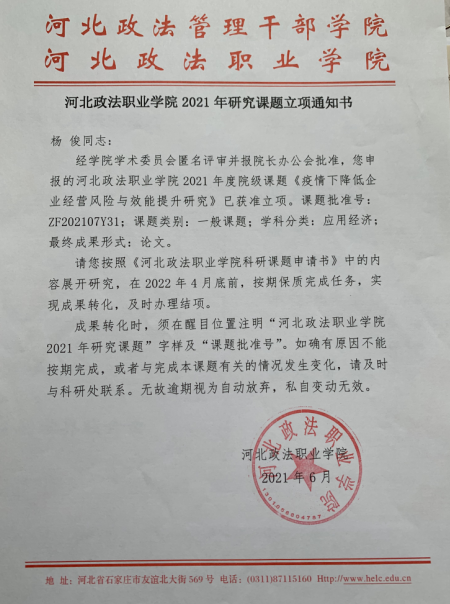 河北政法管理干部学院
河北政法职业学院
河北政法职业学院 2021 年研究课题立项通知书
杨 俊同志：
经学院学术委员会匿名评审并报院长办公会批准，您申
报的河北政法职业学院 2021 年度院级课题《疫情下降低企
业经营风险与效能提升研究》已获准立项。课题批准号：
ZF202107Y31；课题类别：一般课题；学科分类：应用经济；
最终成果形式：论文。
请您按照《河北政法职业学院科研课题申请书》中的内
容展开研究，在 2022 年 4 月底前，按期保质完成任务，实
现成果转化，及时办理结项。
成果转化时，须在醒目位置注明“河北政法职业学院
2021 年研究课题”字样及“课题批准号”。如确有原因不能
按期完成，或者与完成本课题有关的情况发生变化，请及时
与科研处联系。无故逾期视为自动放弃，私自变动无效。
河北政法职业学院
河北政法职业学院
2021 年 6 月
地 址：河北省石家庄市友谊北大街 569 号 电话：(0311)87115160 Http://www.helc.edu.cn